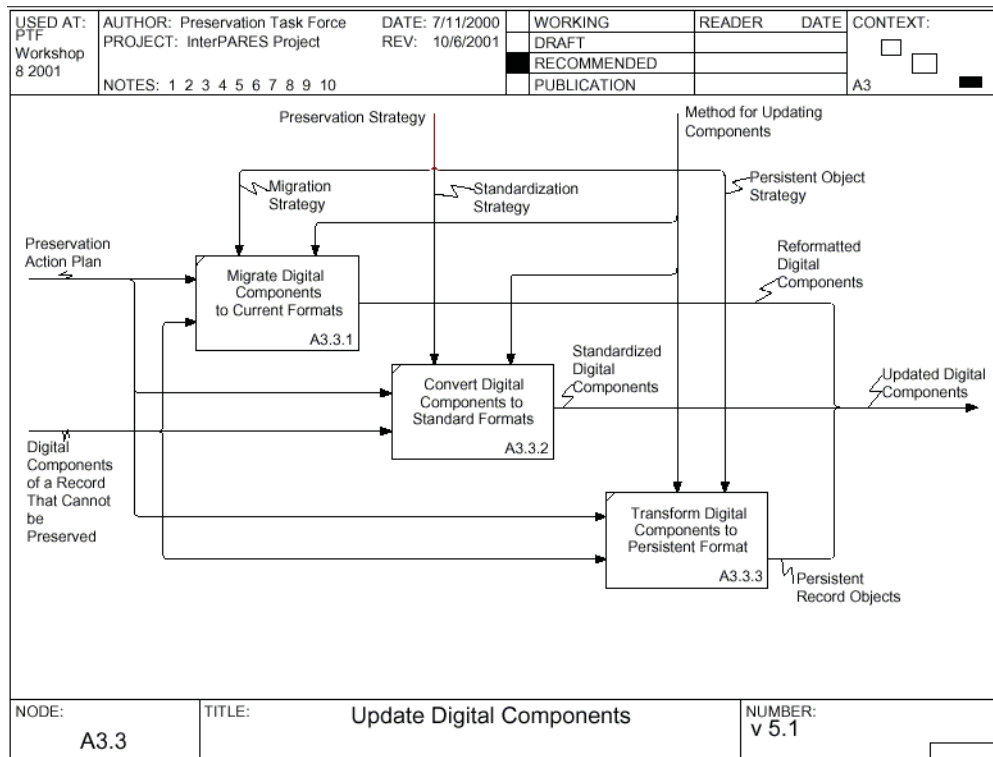 USED AT:
PTF
Workshop
8 2001
AUTHOR: Preservation Task Force
DATE: 7/11/2000
PROJECT: InterPARES Project
REV: 10/6/2001
NOTES: 1 2 3 4 5 6 7 8 9 10
WORKING
DRAFT
RECOMMENDED
PUBLICATION
READER DATE
CONTEXT:
A3
Preservation Strategy
Method for Updating
Components
Migration
Strategy
Standardization
Strategy
Persistent Object
Strategy
Preservation
Action Plan
Reformatted
Digital
Components
Migrate Digital
Components
to Current Formats
A3.3.1
Standardized
Digital
Components
Convert Digital
Components to
Standard Formats
A3.3.2
Updated Digital
Components
Digital
Components
of a Record
That Cannot
be
Preserved
Transform Digital
Components to
Persistent Format
A3.3.3
Persistent
Record Objects
NODE:
A3.3
TITLE:
Update Digital Components
NUMBER:
v 5.1